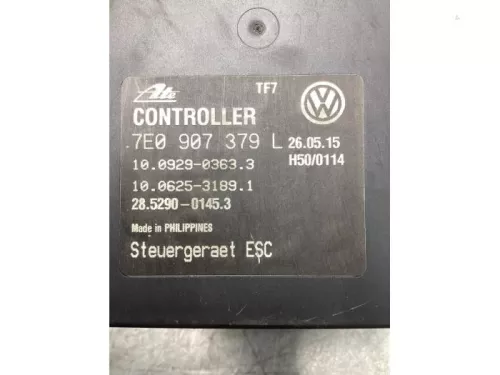 Ate TF7
CONTROLLER
7E0 907 379 L 26.05.15
10.0929-0363.3 H50/0114
10.0625-3189.1
28.5290-0145.3
Made in PHILIPPINES
Steuergeraet ESC